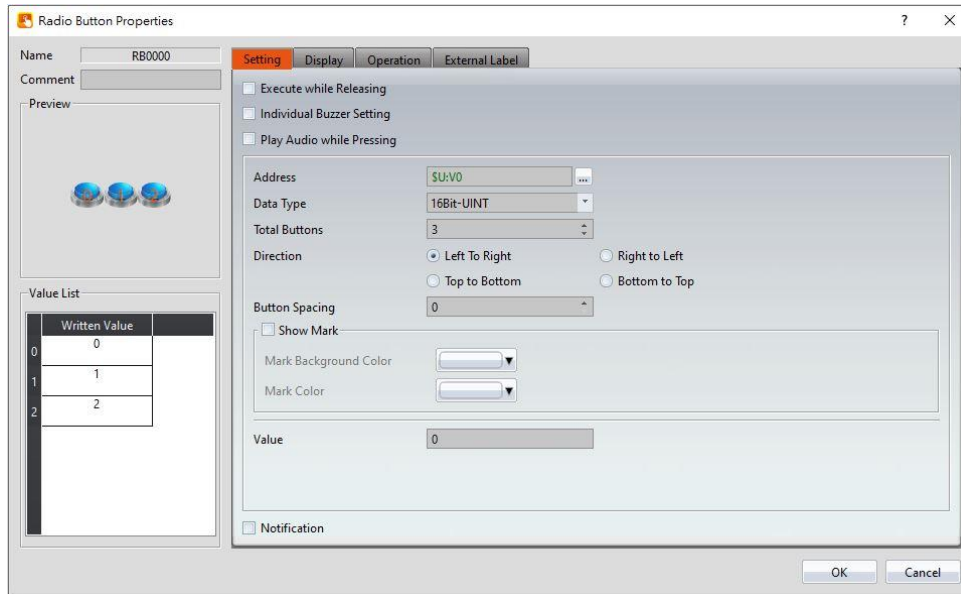 Radio Button Properties
Name RB0000
Comment
Preview
Value List
Written Value
0 0
1 1
2 2
Setting Display Operation External Label
Execute while Releasing
Individual Buzzer Setting
Play Audio while Pressing
Address $U:V0 ...
Data Type 16Bit-UINT
Total Buttons 3
Direction Left To Right Right to Left
Top to Bottom Bottom to Top
Button Spacing 0
Show Mark
Mark Background Color
Mark Color
Value 0
Notification
OK Cancel